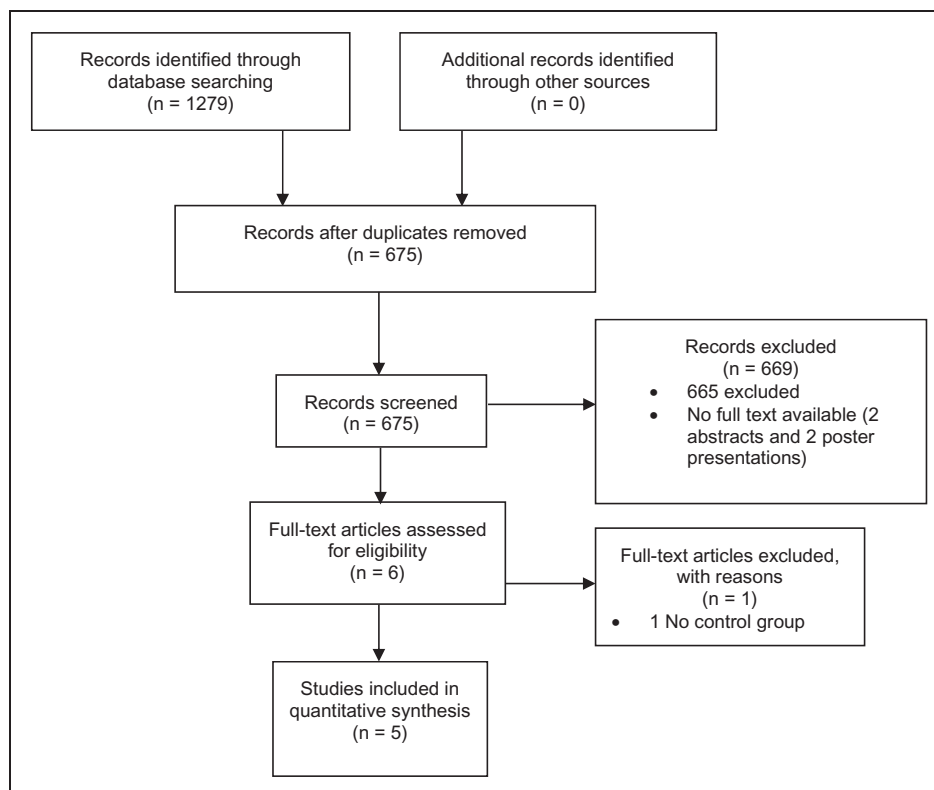 Records identified through
database searching
(n = 1279)
Additional records identified
through other sources
(n = 0)
Records after duplicates removed
(n = 675)
Records screened
(n = 675)
Records excluded
(n = 669)
• 665 excluded
• No full text available (2
abstracts and 2 poster
presentations)
Full-text articles assessed
for eligibility
(n = 6)
Full-text articles excluded,
with reasons
(n = 1)
• 1 No control group
Studies included in
quantitative synthesis
(n = 5)